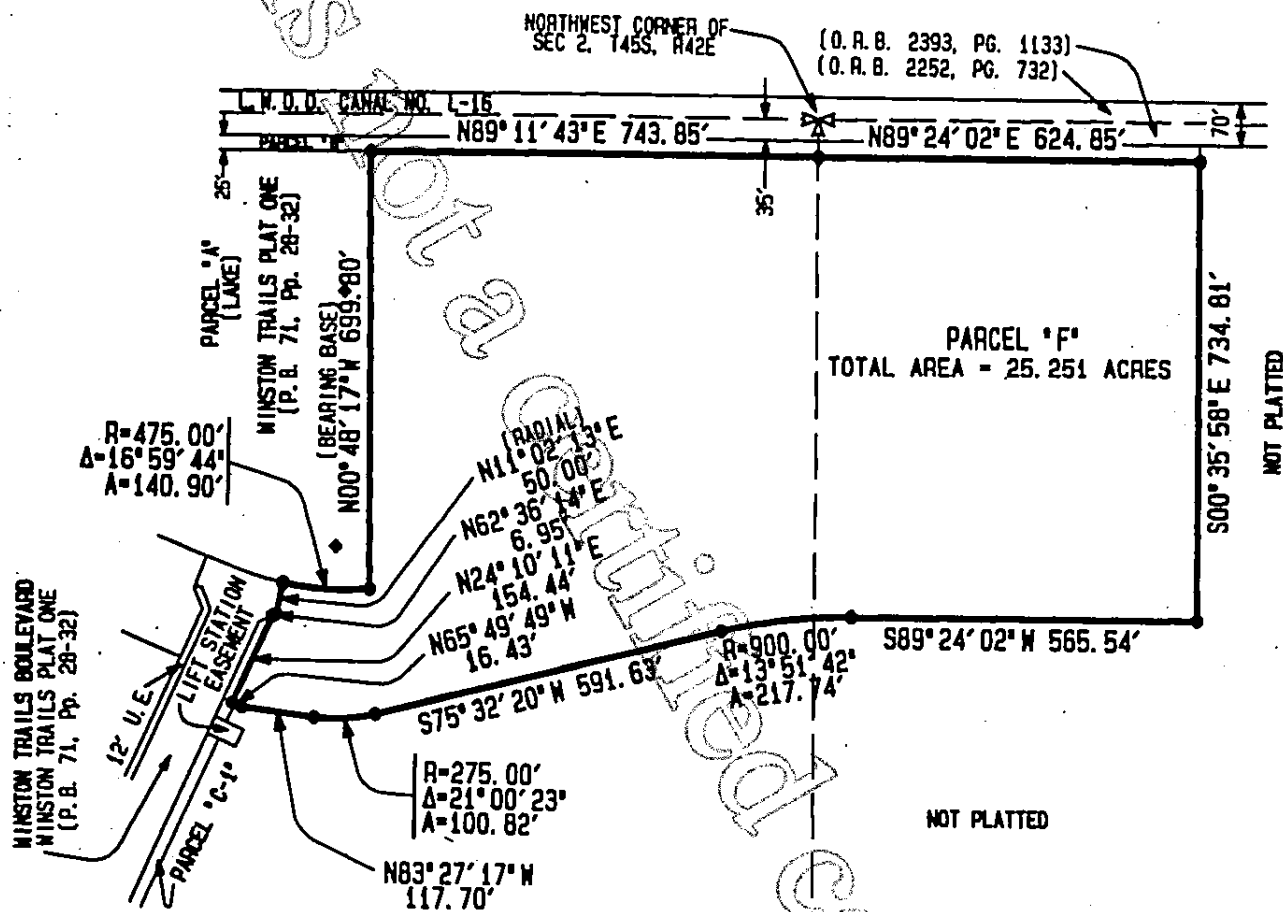 NORTHWEST CORNER OF
SEC 2, T45S, R42E
(O.R.B. 2393, PG. 1133)
(O.R.B. 2252, PG. 732)
L.W.D.D. CANAL NO. L-16
N89°11'43"E 743.85'
N89°24'02"E 624.85'
70'
PARCEL
25'
35'
PARCEL "A"
(LAKE)
WINSTON TRAILS PLAT ONE
(P.B. 71, Pp. 28-32)
(BEARING BASE)
N00°48'17"W 699.80'
PARCEL "F"
TOTAL AREA = 25.251 ACRES
S00°35'58"E 734.81'
NOT PLATTED
R=475.00'
Δ=16°59'44"
A=140.90'
(RADIAL)
N11°02'13"E
50.00'
N62°36'14"E
6.95'
N24°10'11"E
154.44'
N65°49'49"W
16.43'
S75°32'20"W 591.63'
R=900.00'
Δ=13°51'42"
A=217.74'
S89°24'02"W 565.54'
WINSTON TRAILS BOULEVARD
WINSTON TRAILS PLAT ONE
(P.B. 71, Pp. 28-32)
12' U.E.
LIFT STATION
EASEMENT
PARCEL "C-1"
R=275.00'
Δ=21°00'23"
A=100.82'
N83°27'17"W
117.70'
NOT PLATTED
not a certified